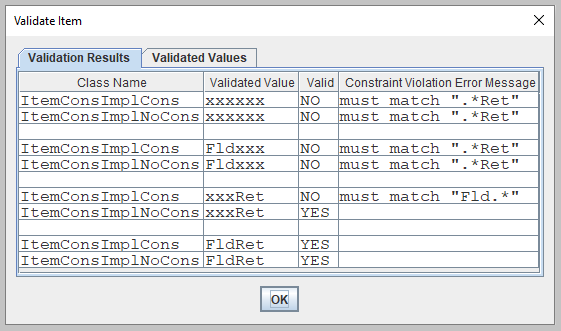 Validate Item
Validation Results Validated Values
Class Name Validated Value Valid Constraint Violation Error Message
ItemConsImplCons xxxxxx NO must match ".*Ret"
ItemConsImplNoCons xxxxxx NO must match ".*Ret"
ItemConsImplCons Fldxxx NO must match ".*Ret"
ItemConsImplNoCons Fldxxx NO must match ".*Ret"
ItemConsImplCons xxxRet NO must match "Fld.*"
ItemConsImplNoCons xxxRet YES
ItemConsImplCons FldRet YES
ItemConsImplNoCons FldRet YES
OK